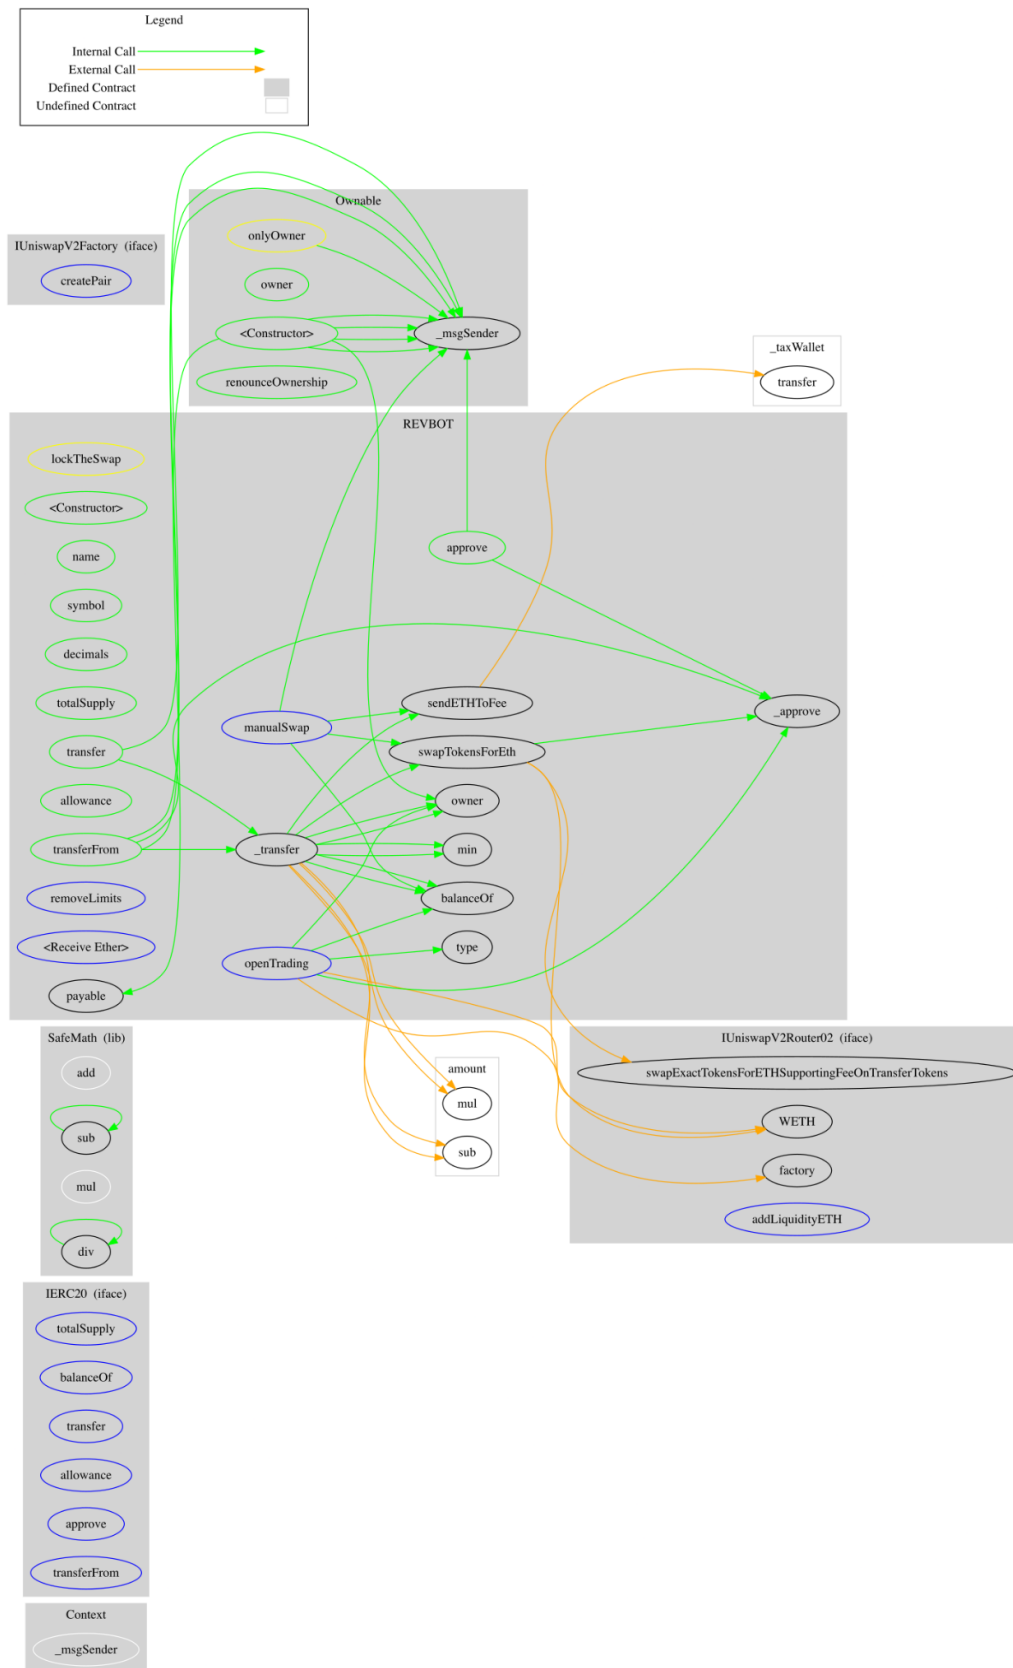 Legend
Internal Call
External Call
Defined Contract
Undefined Contract
Ownable
onlyOwner
owner
<Constructor>
_msgSender
renounceOwnership
IUniswapV2Factory (iface)
createPair
_taxWallet
transfer
REVBOT
lockTheSwap
<Constructor>
name
symbol
decimals
totalSupply
transfer
allowance
transferFrom
removeLimits
<Receive Ether>
payable
manualSwap
_transfer
openTrading
approve
sendETHToFee
swapTokensForEth
owner
min
balanceOf
type
_approve
SafeMath (lib)
add
sub
mul
div
amount
mul
sub
IUniswapV2Router02 (iface)
swapExactTokensForETHSupportingFeeOnTransferTokens
WETH
factory
addLiquidityETH
IERC20 (iface)
totalSupply
balanceOf
transfer
allowance
approve
transferFrom
Context
_msgSender